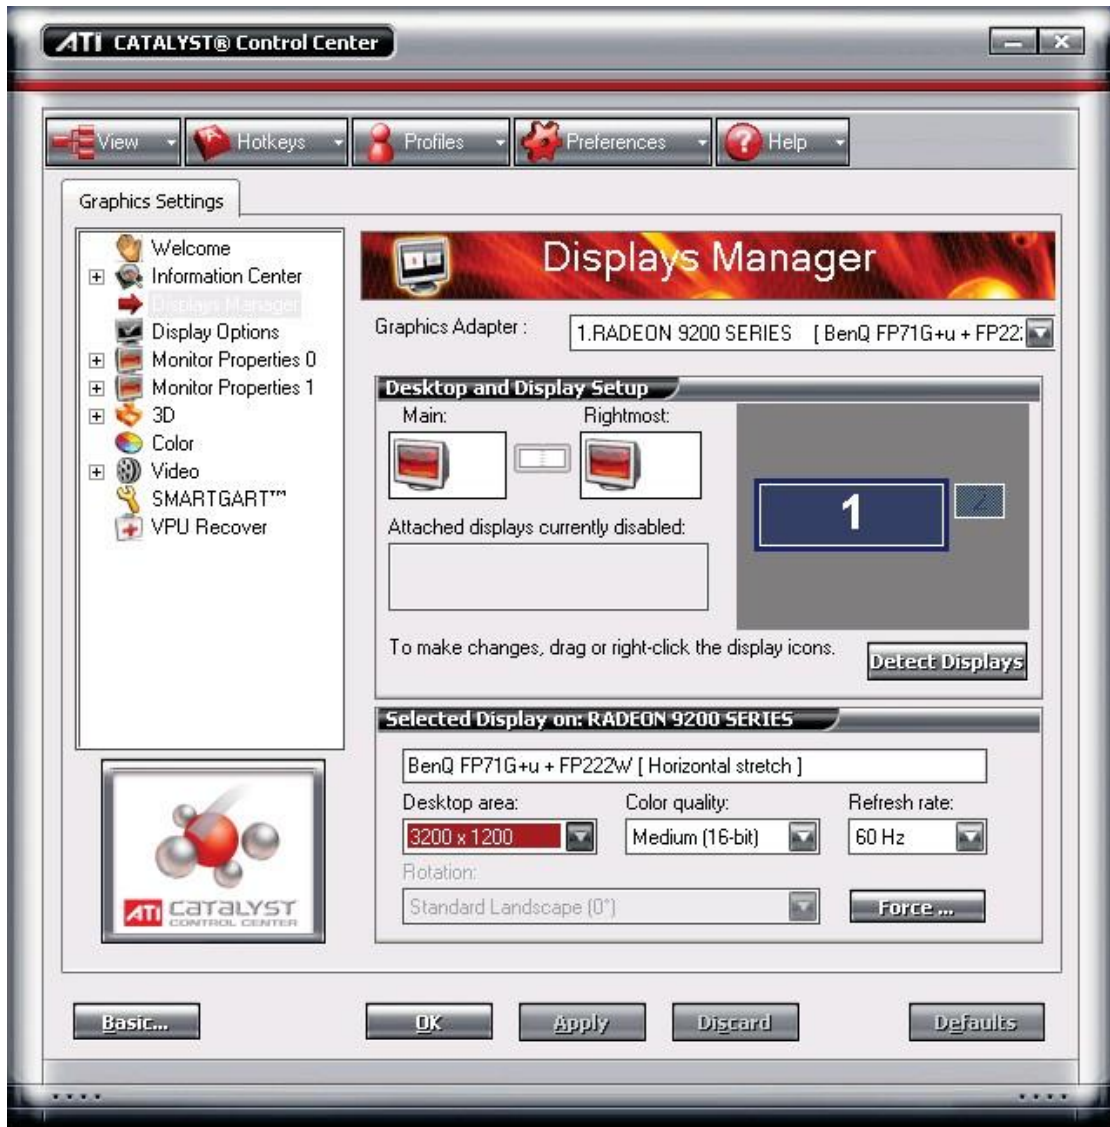 ATI CATALYST® Control Center
View
Hotkeys
Profiles
Preferences
Help
Graphics Settings
Welcome
Information Center
Displays Manager
Display Options
Monitor Properties 0
Monitor Properties 1
3D
Color
Video
SMARTGART™
VPU Recover
Displays Manager
Graphics Adapter :
1.RADEON 9200 SERIES [ BenQ FP71G+u + FP22:
Desktop and Display Setup
Main:
Rightmost:
1
2
Attached displays currently disabled:
To make changes, drag or right-click the display icons.
Detect Displays
Selected Display on: RADEON 9200 SERIES
BenQ FP71G+u + FP222W [ Horizontal stretch ]
Desktop area:
Color quality:
Refresh rate:
3200 x 1200
Medium (16-bit)
60 Hz
Rotation:
Standard Landscape (0°)
Force ...
ATI CATALYST
CONTROL CENTER
Basic...
OK
Apply
Discard
Defaults